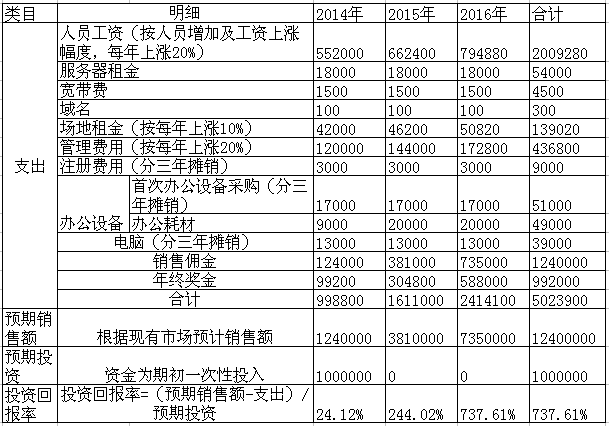 类目 明细 2014年 2015年 2016年 合计
人员工资（按人员增加及工资上涨
幅度，每年上涨20%） 552000 662400 794880 2009280
服务器租金 18000 18000 18000 54000
宽带费 1500 1500 1500 4500
域名 100 100 100 300
场地租金（按每年上涨10%） 42000 46200 50820 139020
管理费用（按每年上涨20%） 120000 144000 172800 436800
支出 注册费用（分三年摊销） 3000 3000 3000 9000
首次办公设备采购（分三
年摊销） 17000 17000 17000 51000
办公设备 办公耗材 9000 20000 20000 49000
电脑（分三年摊销） 13000 13000 13000 39000
销售佣金 124000 381000 735000 1240000
年终奖金 99200 304800 588000 992000
合计 998800 1611000 2414100 5023900
预期销
售额 根据现有市场预计销售额 1240000 3810000 7350000 12400000
预期投
资 资金为期初一次性投入 1000000 0 0 1000000
投资回 投资回报率=（预期销售额-支出）/
报率 预期投资 24.12% 244.02% 737.61% 737.61%